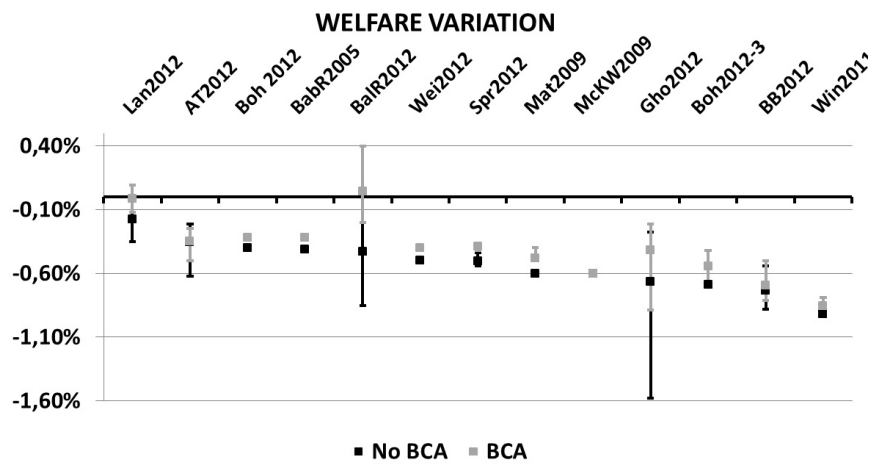 WELFARE VARIATION
Lan2012
AT2012
Boh 2012
BabR2005
BalR2012
Wei2012
Spr2012
Mat2009
McKW2009
Gho2012
Boh2012-3
BB2012
Win2011
0,40%
-0,10%
-0,60%
-1,10%
-1,60%
No BCA BCA